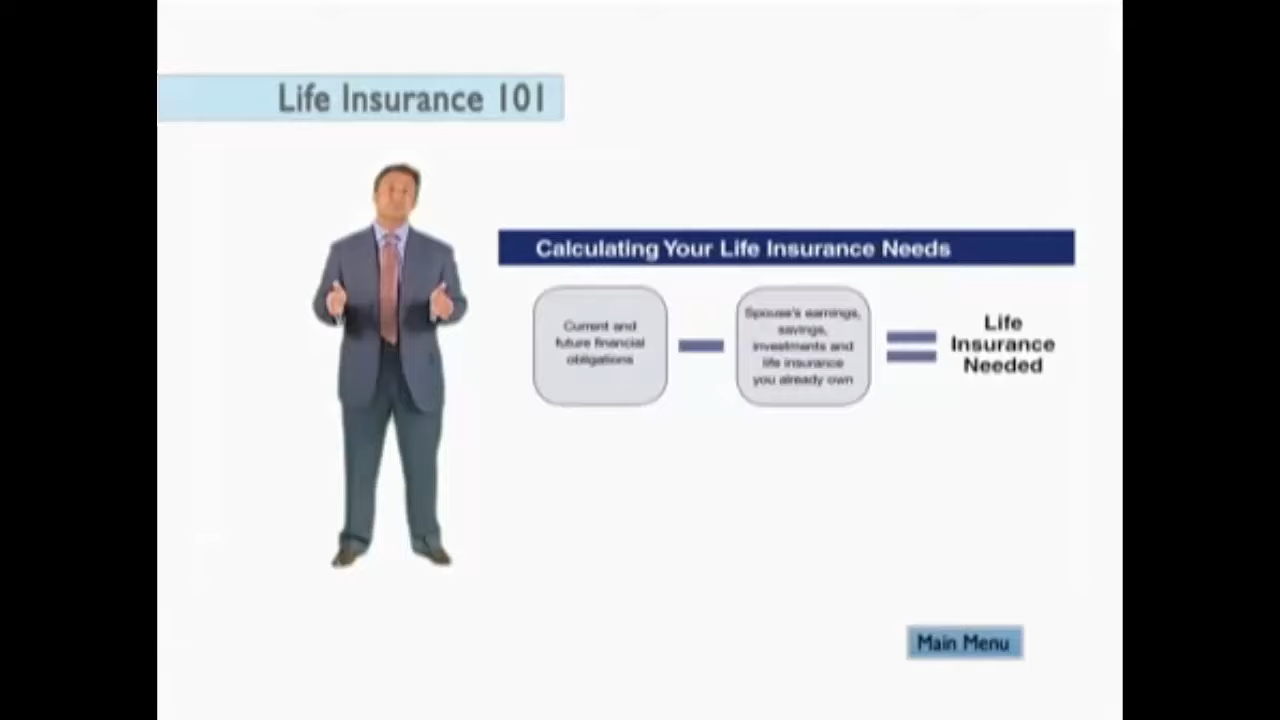 Life Insurance 101
Calculating Your Life Insurance Needs
Current and
future financial
obligations
Spouse's earnings,
savings,
investments and
life insurance
you already own
Life
Insurance
Needed
Main Menu